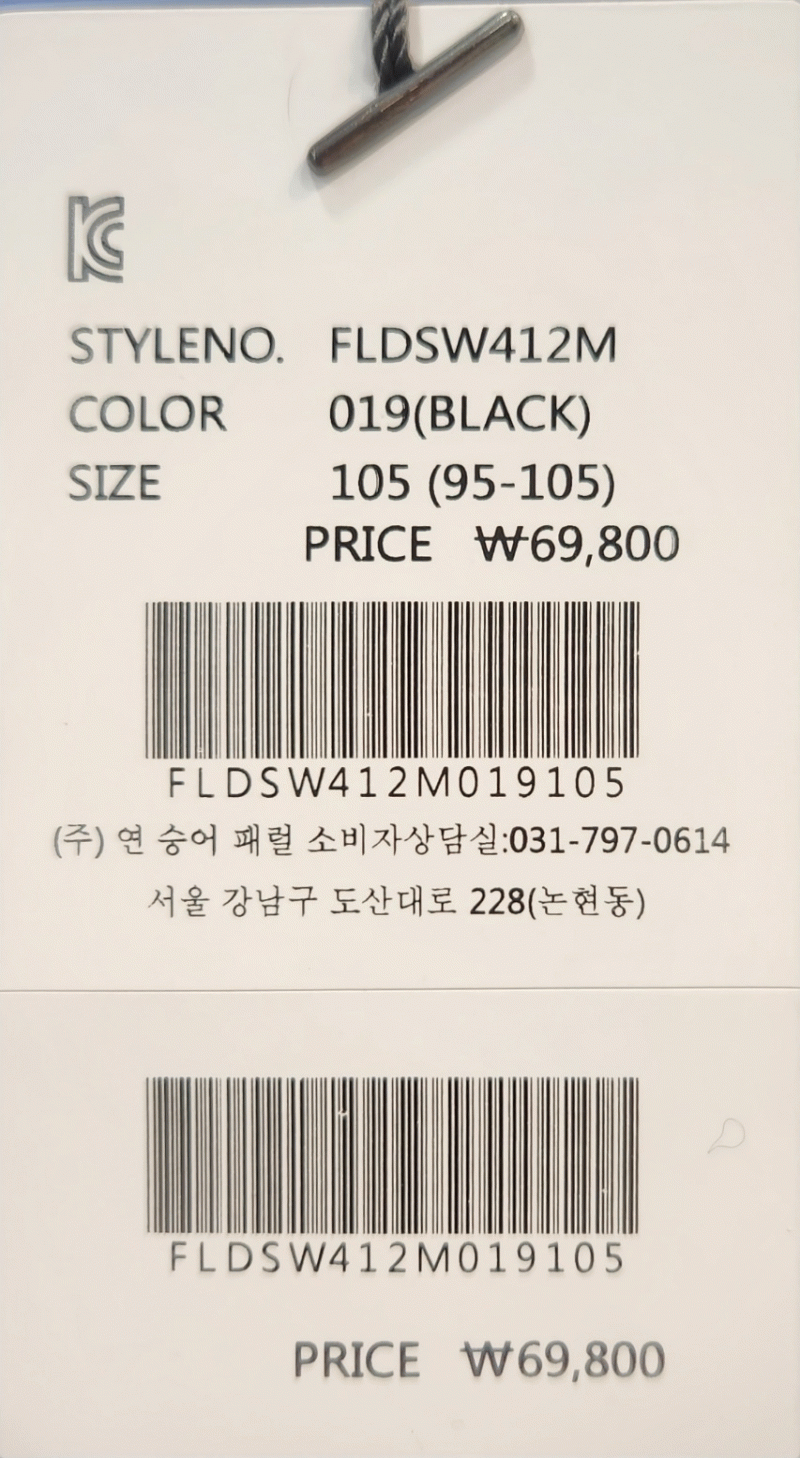 KC
STYLENO. FLDSW412M
COLOR 019(BLACK)
SIZE 105 (95-105)
PRICE ₩69,800
FLDSW412M019105
(주) 연 승어 패럴 소비자상담실:031-797-0614
서울 강남구 도산대로 228(논현동)
FLDSW412M019105
PRICE ₩69,800